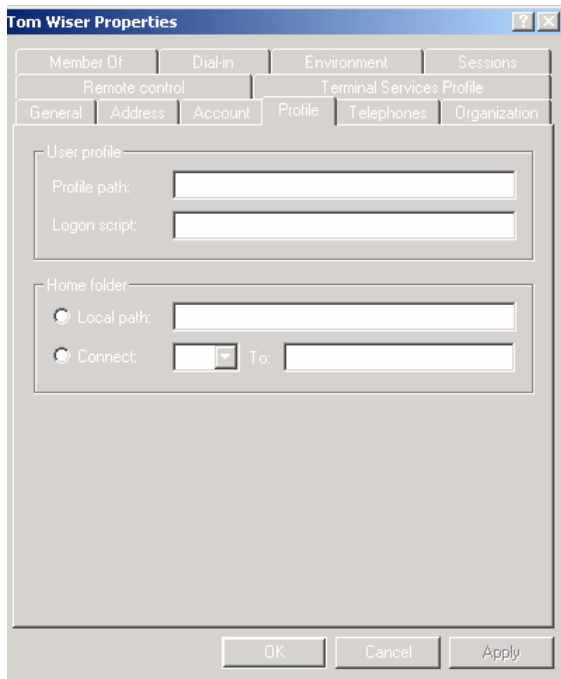 Tom Wiser Properties
Member Of Dial-in Environment Sessions
Remote control Terminal Services Profile
General Address Account Profile Telephones Organization
User profile
Profile path:
Logon script:
Home folder
Local path:
Connect: To:
OK Cancel Apply